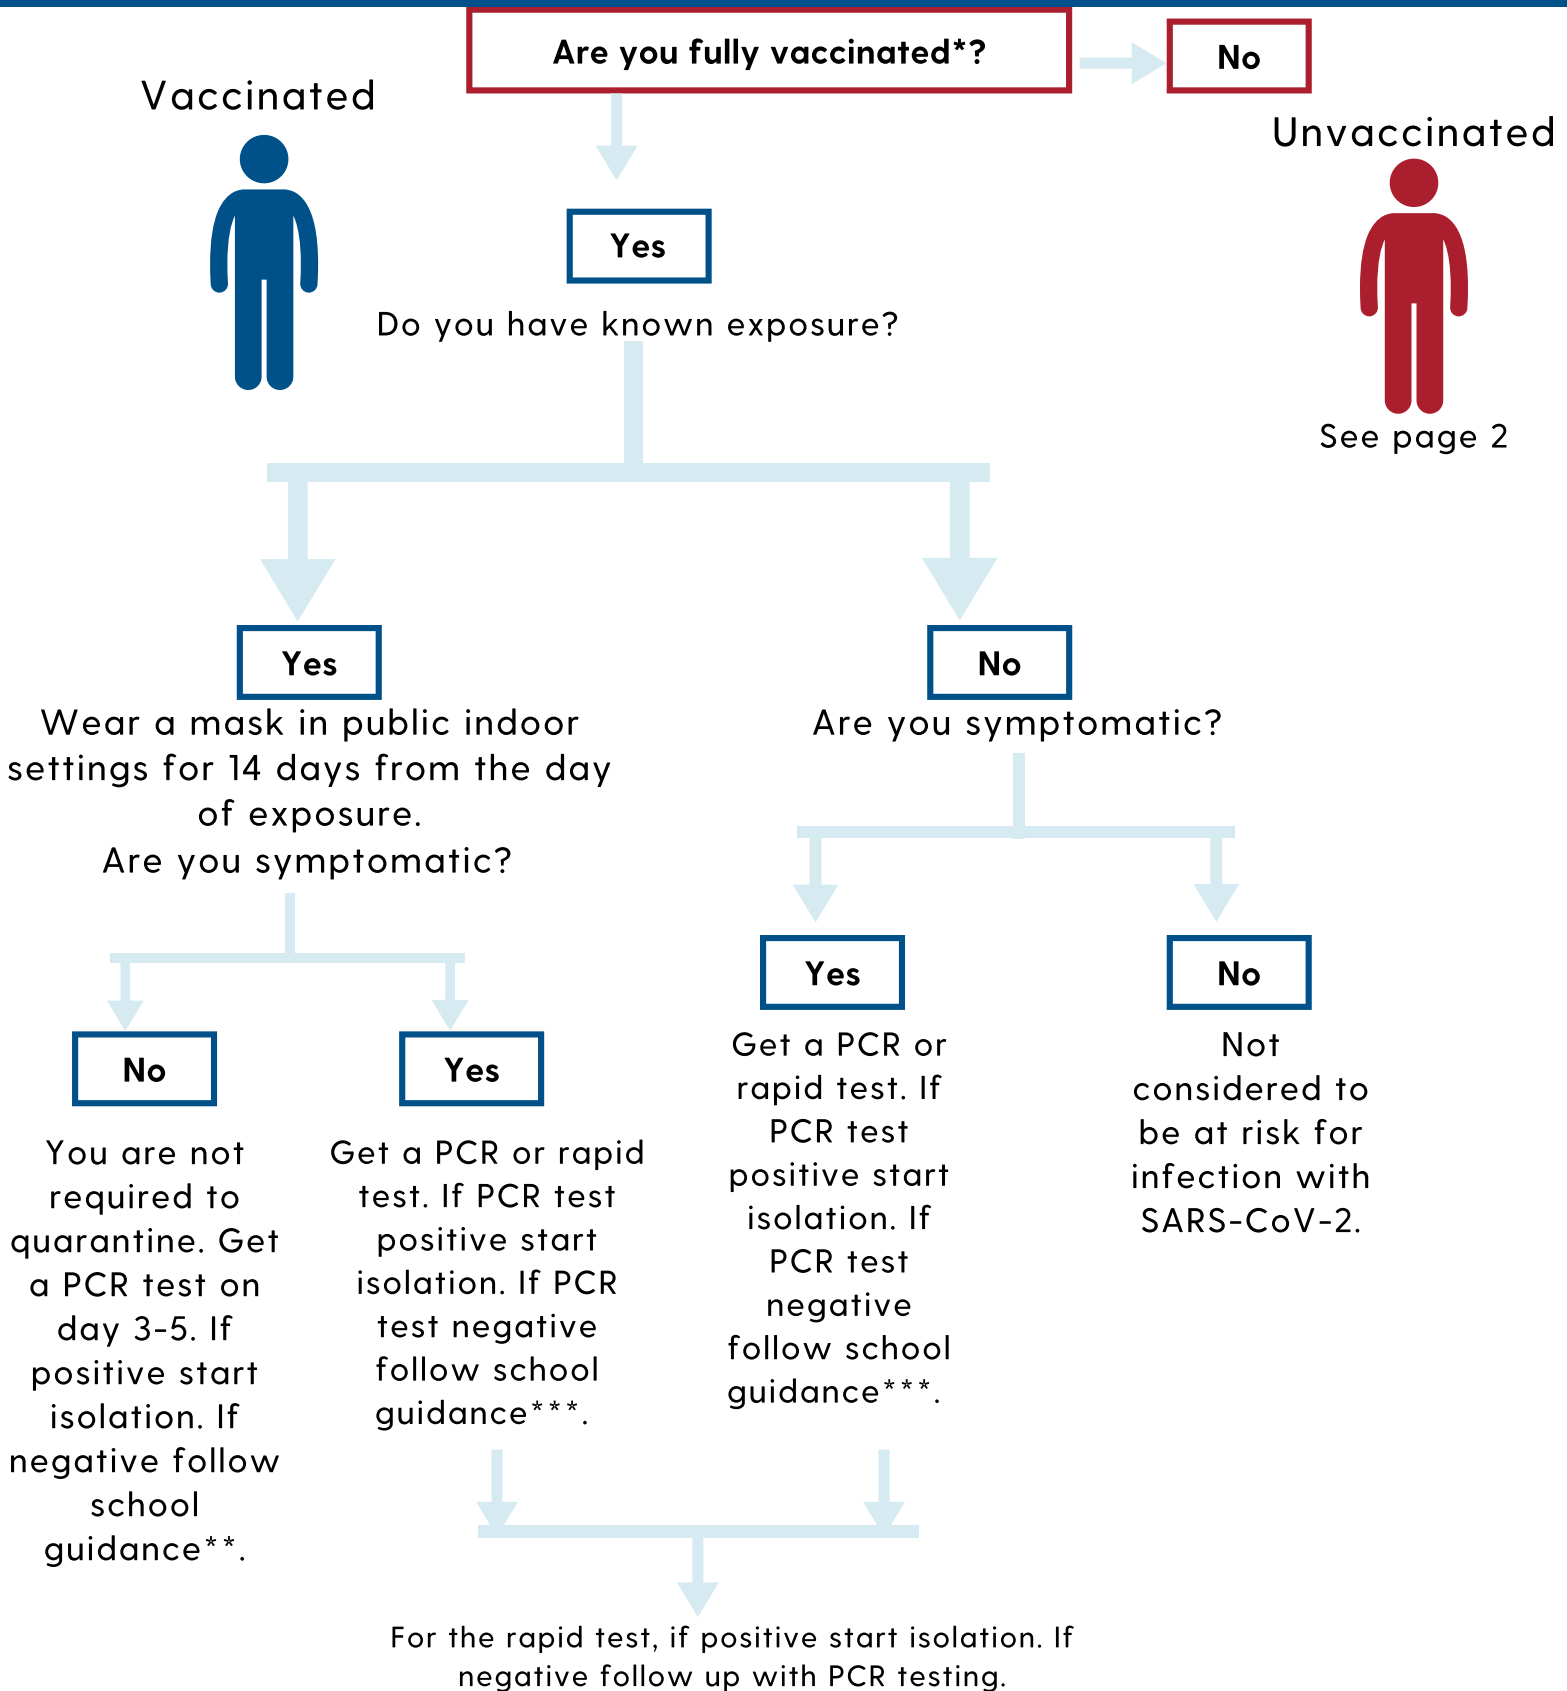 Are you fully vaccinated*?
No
Vaccinated
Unvaccinated
Yes
Do you have known exposure?
See page 2
Yes
Wear a mask in public indoor
settings for 14 days from the day
of exposure.
Are you symptomatic?
No
Are you symptomatic?
No
You are not
required to
quarantine. Get
a PCR test on
day 3-5. If
positive start
isolation. If
negative follow
school
guidance**.
Yes
Get a PCR or rapid
test. If PCR test
positive start
isolation. If PCR
test negative
follow school
guidance***.
Yes
Get a PCR or
rapid test. If
PCR test
positive start
isolation. If
PCR test
negative
follow school
guidance***.
No
Not
considered to
be at risk for
infection with
SARS-CoV-2.
For the rapid test, if positive start isolation. If
negative follow up with PCR testing.